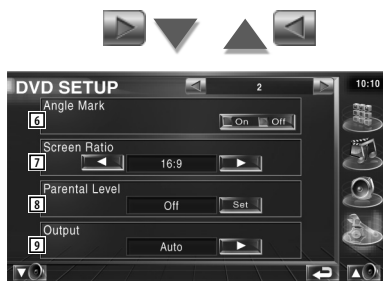 DVD SETUP 2 10:10
Angle Mark
6 On Off
Screen Ratio
7 16:9
Parental Level
8 Off Set
Output
9 Auto